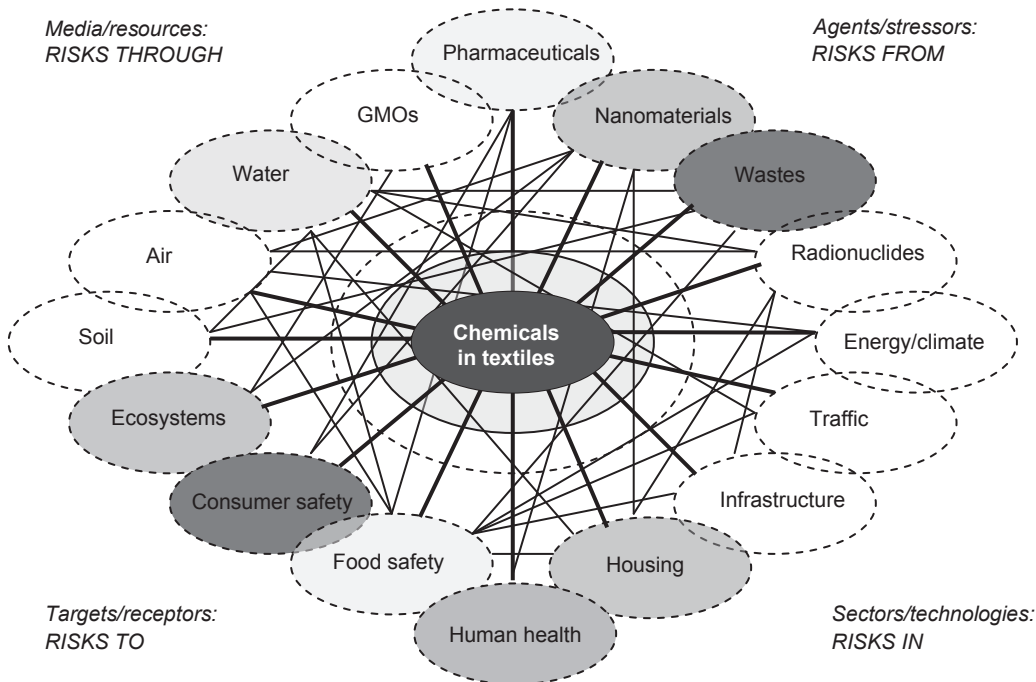 Media/resources:
RISKS THROUGH
Agents/stressors:
RISKS FROM
Pharmaceuticals
GMOs
Nanomaterials
Water
Wastes
Air
Radionuclides
Soil
Chemicals
in textiles
Energy/climate
Ecosystems
Traffic
Consumer safety
Infrastructure
Food safety
Housing
Human health
Targets/receptors:
RISKS TO
Sectors/technologies:
RISKS IN